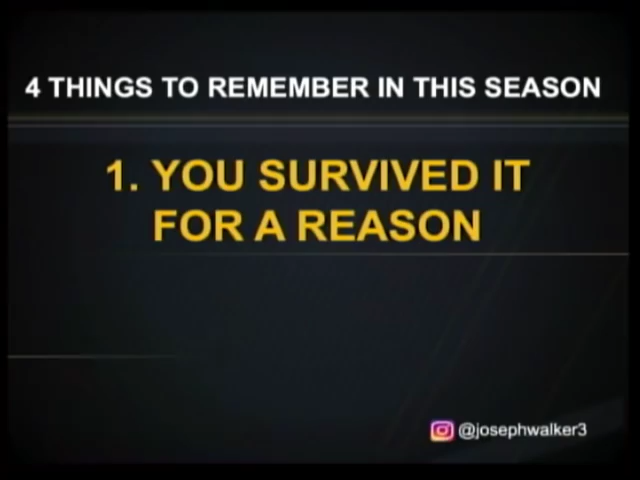 4 THINGS TO REMEMBER IN THIS SEASON
1. YOU SURVIVED IT
FOR A REASON
@josephwalker3